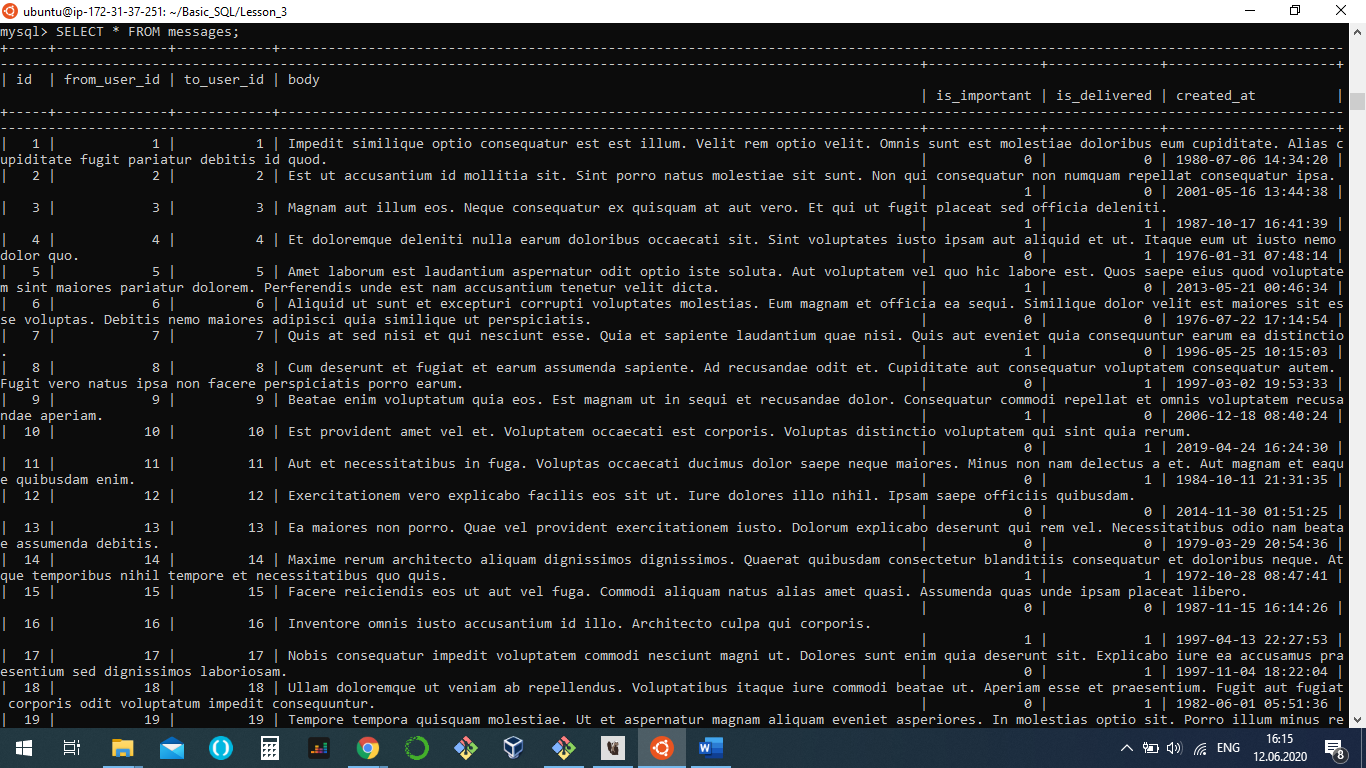 ubuntu@ip-172-31-37-251: ~/Basic_SQL/Lesson_3
mysql> SELECT * FROM messages;
| id | from_user_id | to_user_id | body
| is_important | is_delivered | created_at |
| 1 | 1 | 1 | Impedit similique optio consequatur est est illum. Velit rem optio velit. Omnis sunt est molestiae doloribus eum cupiditate. Alias c
upiditate fugit pariatur debitis id quod. | 0 | 0 | 1980-07-06 14:34:20 |
| 2 | 2 | 2 | Est ut accusantium id mollitia sit. Sint porro natus molestiae sit sunt. Non qui consequatur non numquam repellat consequatur ipsa.
| 1 | 0 | 2001-05-16 13:44:38 |
| 3 | 3 | 3 | Magnam aut illum eos. Neque consequatur ex quisquam at aut vero. Et qui ut fugit placeat sed officia deleniti.
| 1 | 1 | 1987-10-17 16:41:39 |
| 4 | 4 | 4 | Et doloremque deleniti nulla earum doloribus occaecati sit. Sint voluptates iusto ipsam aut aliquid et ut. Itaque eum ut iusto nemo
dolor quo. | 0 | 1 | 1976-01-31 07:48:14 |
| 5 | 5 | 5 | Amet laborum est laudantium aspernatur odit optio iste soluta. Aut voluptatem vel quo hic labore est. Quos saepe eius quod voluptate
m sint maiores pariatur dolorem. Perferendis unde est nam accusantium tenetur velit dicta. | 1 | 0 | 2013-05-21 00:46:34 |
| 6 | 6 | 6 | Aliquid ut sunt et excepturi corrupti voluptates molestias. Eum magnam et officia ea sequi. Similique dolor velit est maiores sit es
se voluptas. Debitis nemo maiores adipisci quia similique ut perspiciatis. | 0 | 0 | 1976-07-22 17:14:54 |
| 7 | 7 | 7 | Quis at sed nisi et qui nesciunt esse. Quia et sapiente laudantium quae nisi. Quis aut eveniet quia consequuntur earum ea distinctio
. | 1 | 0 | 1996-05-25 10:15:03 |
| 8 | 8 | 8 | Cum deserunt et fugiat et earum assumenda sapiente. Ad recusandae odit et. Cupiditate aut consequatur voluptatem consequatur autem.
Fugit vero natus ipsa non facere perspiciatis porro earum. | 0 | 1 | 1997-03-02 19:53:33 |
| 9 | 9 | 9 | Beatae enim voluptatum quia eos. Est magnam ut in sequi et recusandae dolor. Consequatur commodi repellat et omnis voluptatem recusa
ndae aperiam. | 1 | 0 | 2006-12-18 08:40:24 |
| 10 | 10 | 10 | Est provident amet vel et. Voluptatem occaecati est corporis. Voluptas distinctio voluptatem qui sint quia rerum.
| 0 | 1 | 2019-04-24 16:24:30 |
| 11 | 11 | 11 | Aut et necessitatibus in fuga. Voluptas occaecati ducimus dolor saepe neque maiores. Minus non nam delectus a et. Aut magnam et eaqu
e quibusdam enim. | 0 | 1 | 1984-10-11 21:31:35 |
| 12 | 12 | 12 | Exercitationem vero explicabo facilis eos sit ut. Iure dolores illo nihil. Ipsam saepe officiis quibusdam.
| 0 | 0 | 2014-11-30 01:51:25 |
| 13 | 13 | 13 | Ea maiores non porro. Quae vel provident exercitationem iusto. Dolorum explicabo deserunt qui rem vel. Necessitatibus odio nam beata
e assumenda debitis. | 0 | 0 | 1979-03-29 20:54:36 |
| 14 | 14 | 14 | Maxime rerum architecto aliquam dignissimos dignissimos. Quaerat quibusdam consectetur blanditiis consequatur et doloribus neque. At
que temporibus nihil tempore et necessitatibus quo quis. | 1 | 1 | 1972-10-28 08:47:41 |
| 15 | 15 | 15 | Facere reiciendis eos ut aut vel fuga. Commodi aliquam natus alias amet quasi. Assumenda quas unde ipsam placeat libero.
| 0 | 0 | 1987-11-15 16:14:26 |
| 16 | 16 | 16 | Inventore omnis iusto accusantium id illo. Architecto culpa qui corporis.
| 1 | 1 | 1997-04-13 22:27:53 |
| 17 | 17 | 17 | Nobis consequatur impedit voluptatem commodi nesciunt magni ut. Dolores sunt enim quia deserunt sit. Explicabo iure ea accusamus pra
esentium sed dignissimos laboriosam. | 0 | 1 | 1997-11-04 18:22:04 |
| 18 | 18 | 18 | Ullam doloremque ut veniam ab repellendus. Voluptatibus itaque iure commodi beatae ut. Aperiam esse et praesentium. Fugit aut fugiat
corporis odit voluptatum impedit consequuntur. | 0 | 1 | 1982-06-01 05:51:36 |
| 19 | 19 | 19 | Tempore tempora quisquam molestiae. Ut et aspernatur magnam aliquam eveniet asperiores. In molestias optio sit. Porro illum minus re
ENG
16:15
12.06.2020
8